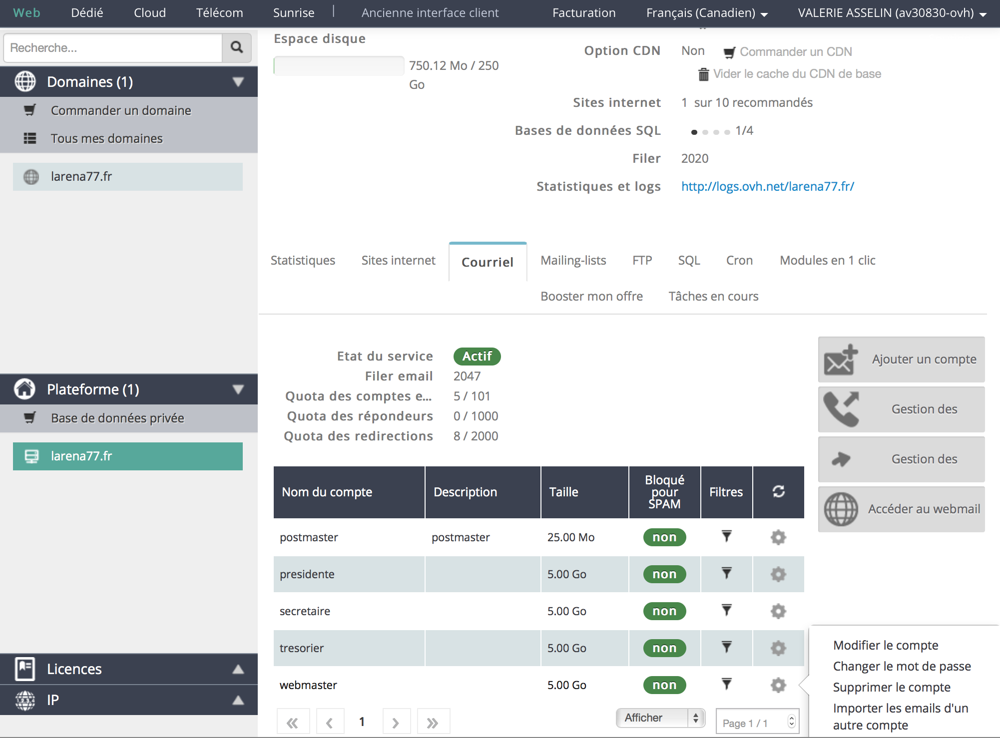 Web Dédié Cloud Télécom Sunrise | Ancienne interface client Facturation Français (Canadien) VALERIE ASSELIN (av30830-ovh)
Recherche...
Domaines (1)
Commander un domaine
Tous mes domaines
larena77.fr
Plateforme (1)
Base de données privée
larena77.fr
Licences
IP
Espace disque
750.12 Mo / 250
Go
Option CDN Non Commander un CDN
Vider le cache du CDN de base
Sites internet 1 sur 10 recommandés
Bases de données SQL 1/4
Filer 2020
Statistiques et logs http://logs.ovh.net/larena77.fr/
Statistiques Sites internet Courriel Mailing-lists FTP SQL Cron Modules en 1 clic
Booster mon offre Tâches en cours
Etat du service Actif
Filer email 2047
Quota des comptes e... 5 / 101
Quota des répondeurs 0 / 1000
Quota des redirections 8 / 2000
Ajouter un compte
Gestion des
Gestion des
Accéder au webmail
Nom du compte Description Taille Bloqué pour SPAM Filtres
postmaster postmaster 25.00 Mo non
presidente 5.00 Go non
secretaire 5.00 Go non
tresorier 5.00 Go non
webmaster 5.00 Go non
« ‹ 1 › »
Afficher Page 1 / 1
Modifier le compte
Changer le mot de passe
Supprimer le compte
Importer les emails d'un
autre compte